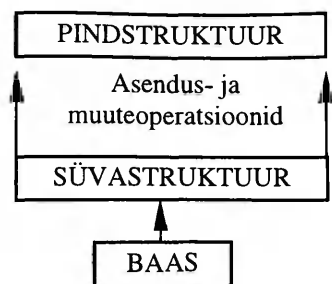 PINDSTRUKTUUR
Asendus- ja
muuteoperatsioonid
SÜVASTRUKTUUR
BAAS